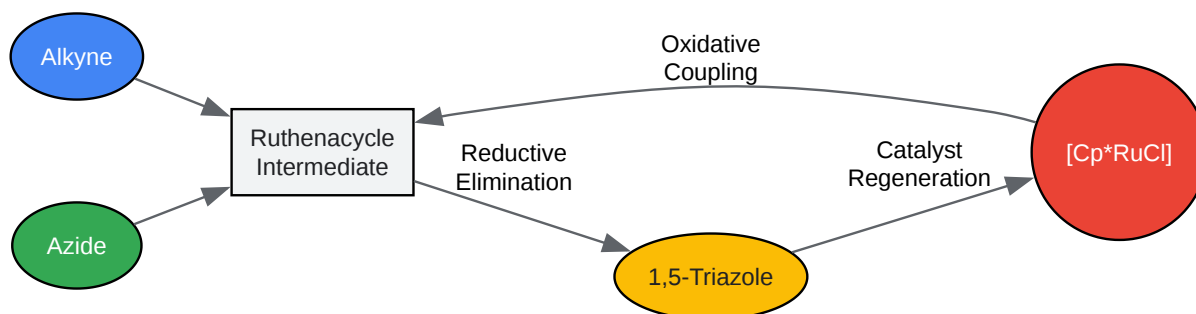 Alkyne
Azide
Ruthenacycle
Intermediate
Oxidative
Coupling
Reductive
Elimination
1,5-Triazole
Catalyst
Regeneration
[Cp*RuCl]